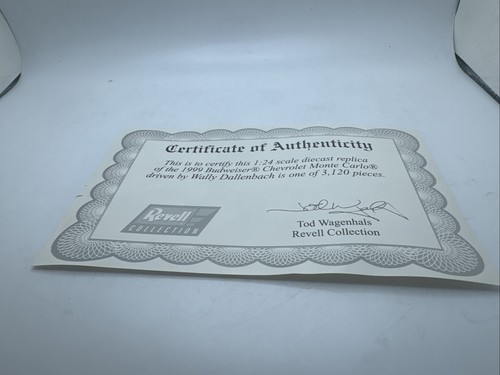 Certificate of Authenticity
This is to certify this 1:24 scale diecast replica
of the 1999 Budweiser® Chevrolet Monte Carlo®
driven by Wally Dallenbach is one of 3,120 pieces.
Tod Wagenhals
Revell Collection
Revell
COLLECTION